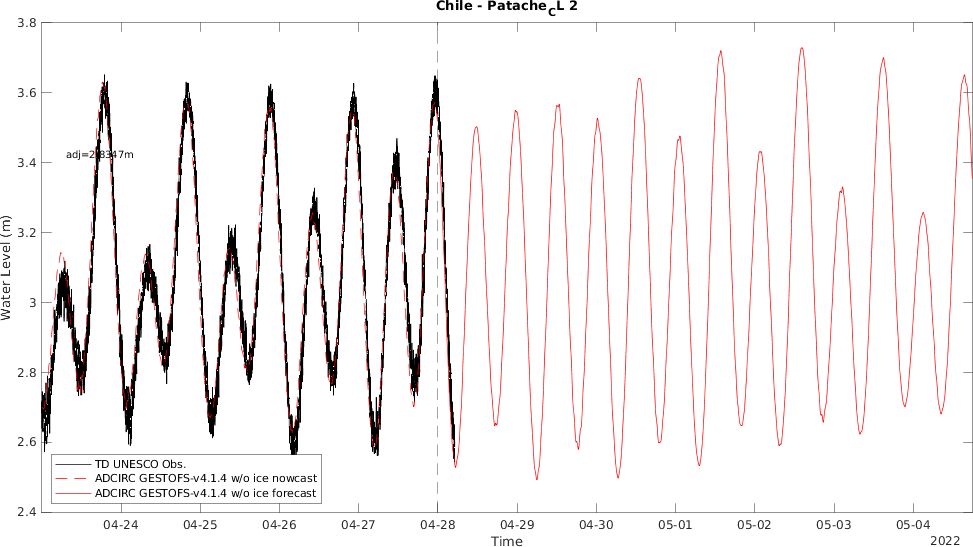 Chile - Patache_CL 2
3.8
3.6
3.4
3.2
3
2.8
2.6
2.4
Water Level (m)
adj=2.8347m
TD UNESCO Obs.
ADCIRC GESTOFS-v4.1.4 w/o ice nowcast
ADCIRC GESTOFS-v4.1.4 w/o ice forecast
04-24 04-25 04-26 04-27 04-28 04-29 04-30 05-01 05-02 05-03 05-04
Time
2022